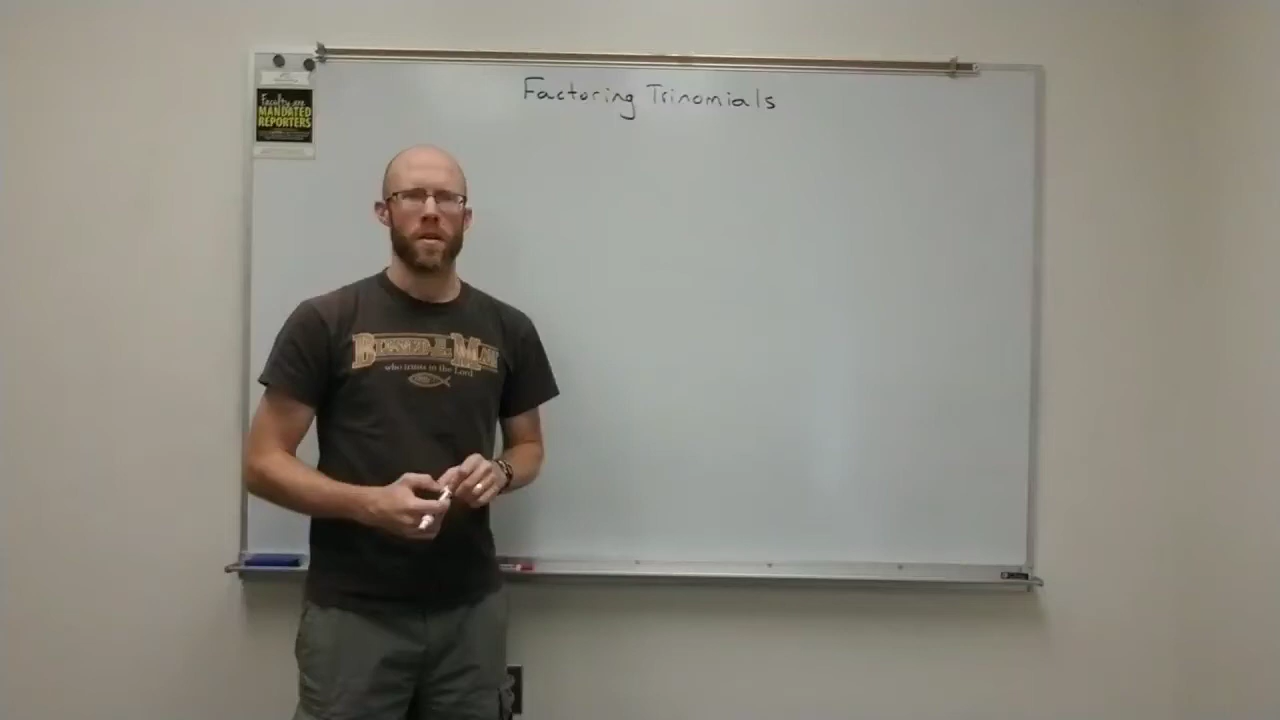 Factoring Trinomials
Faculty are
MANDATED
REPORTERS
BLESSED IS THE MAN
who trusts in the Lord